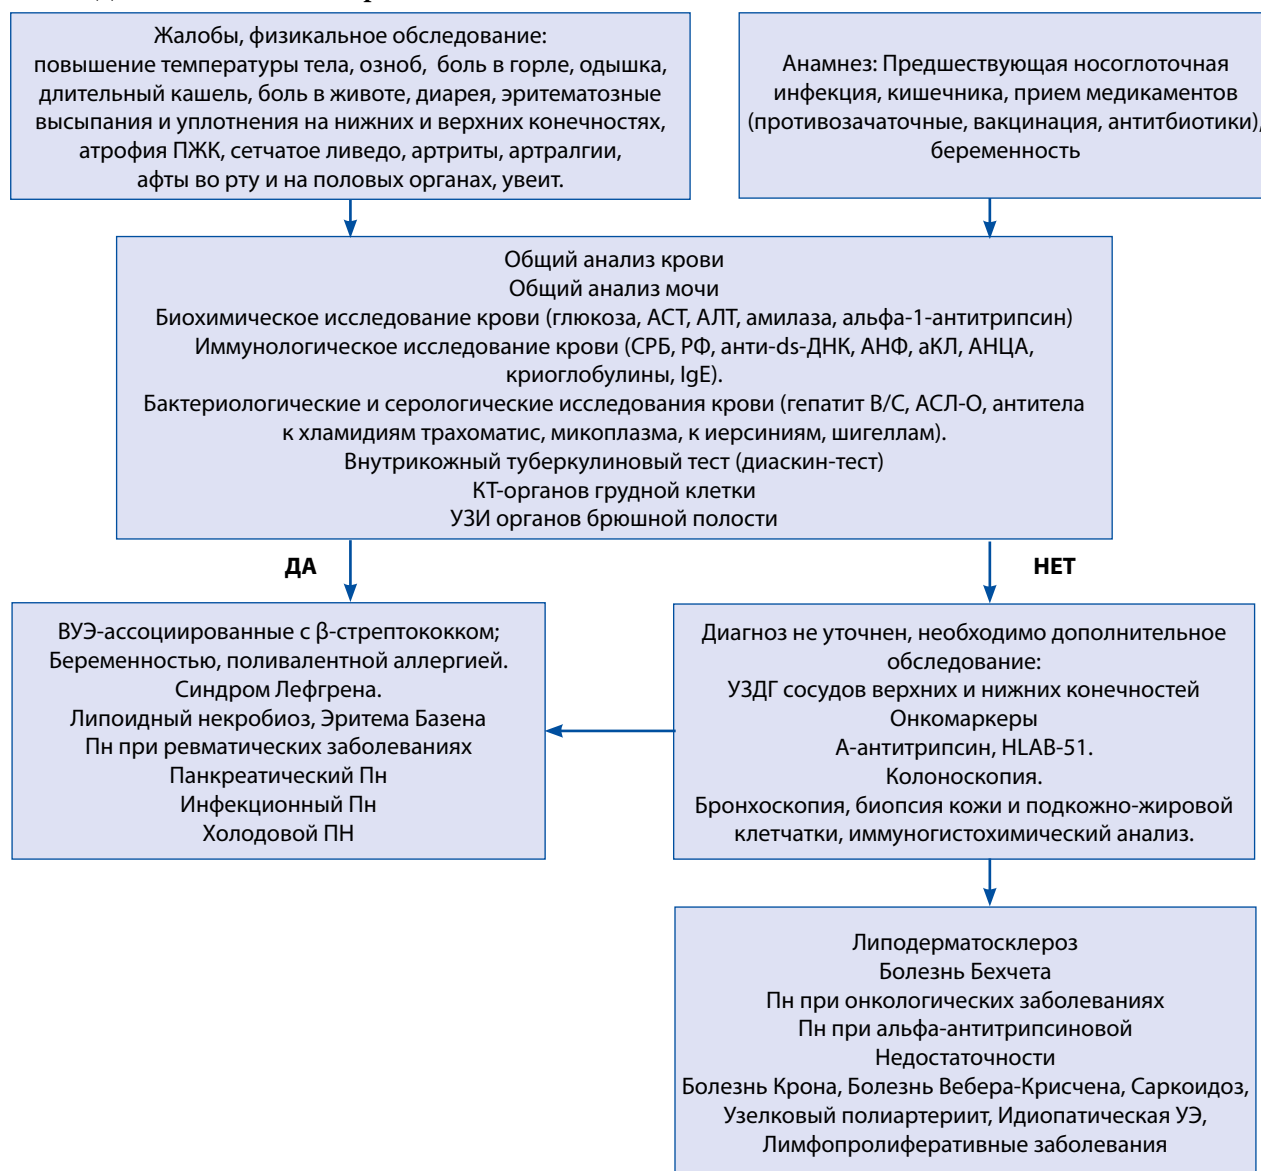 Жалобы, физикальное обследование:
повышение температуры тела, озноб, боль в горле, одышка,
длительный кашель, боль в животе, диарея, эритематозные
высыпания и уплотнения на нижних и верхних конечностях,
атрофия ПЖК, сетчатое ливедо, артриты, артралгии,
афты во рту и на половых органах, увеит.
Анамнез: Предшествующая носоглоточная
инфекция, кишечника, прием медикаментов
(противозачаточные, вакцинация, антитбиотики),
беременность
Общий анализ крови
Общий анализ мочи
Биохимическое исследование крови (глюкоза, АСТ, АЛТ, амилаза, альфа-1-антитрипсин)
Иммунологическое исследование крови (СРБ, РФ, анти-ds-ДНК, АНФ, аКЛ, АНЦА,
криоглобулины, IgE).
Бактериологические и серологические исследования крови (гепатит В/С, АСЛ-О, антитела
к хламидиям трахоматис, микоплазма, к иерсиниям, шигеллам).
Внутрикожный туберкулиновый тест (диаскин-тест)
КТ-органов грудной клетки
УЗИ органов брюшной полости
ДА
НЕТ
ВУЭ-ассоциированные с β-стрептококком;
Беременностью, поливалентной аллергией.
Синдром Лефгрена.
Липоидный некробиоз, Эритема Базена
Пн при ревматических заболеваниях
Панкреатический Пн
Инфекционный Пн
Холодовой ПН
Диагноз не уточнен, необходимо дополнительное
обследование:
УЗДГ сосудов верхних и нижних конечностей
Онкомаркеры
А-антитрипсин, HLAB-51.
Колоноскопия.
Бронхоскопия, биопсия кожи и подкожно-жировой
клетчатки, иммуногистохимический анализ.
Липодерматосклероз
Болезнь Бехчета
Пн при онкологических заболеваниях
Пн при альфа-антитрипсиновой
Недостаточности
Болезнь Крона, Болезнь Вебера-Крисчена, Саркоидоз,
Узелковый полиартериит, Идиопатическая УЭ,
Лимфопролиферативные заболевания